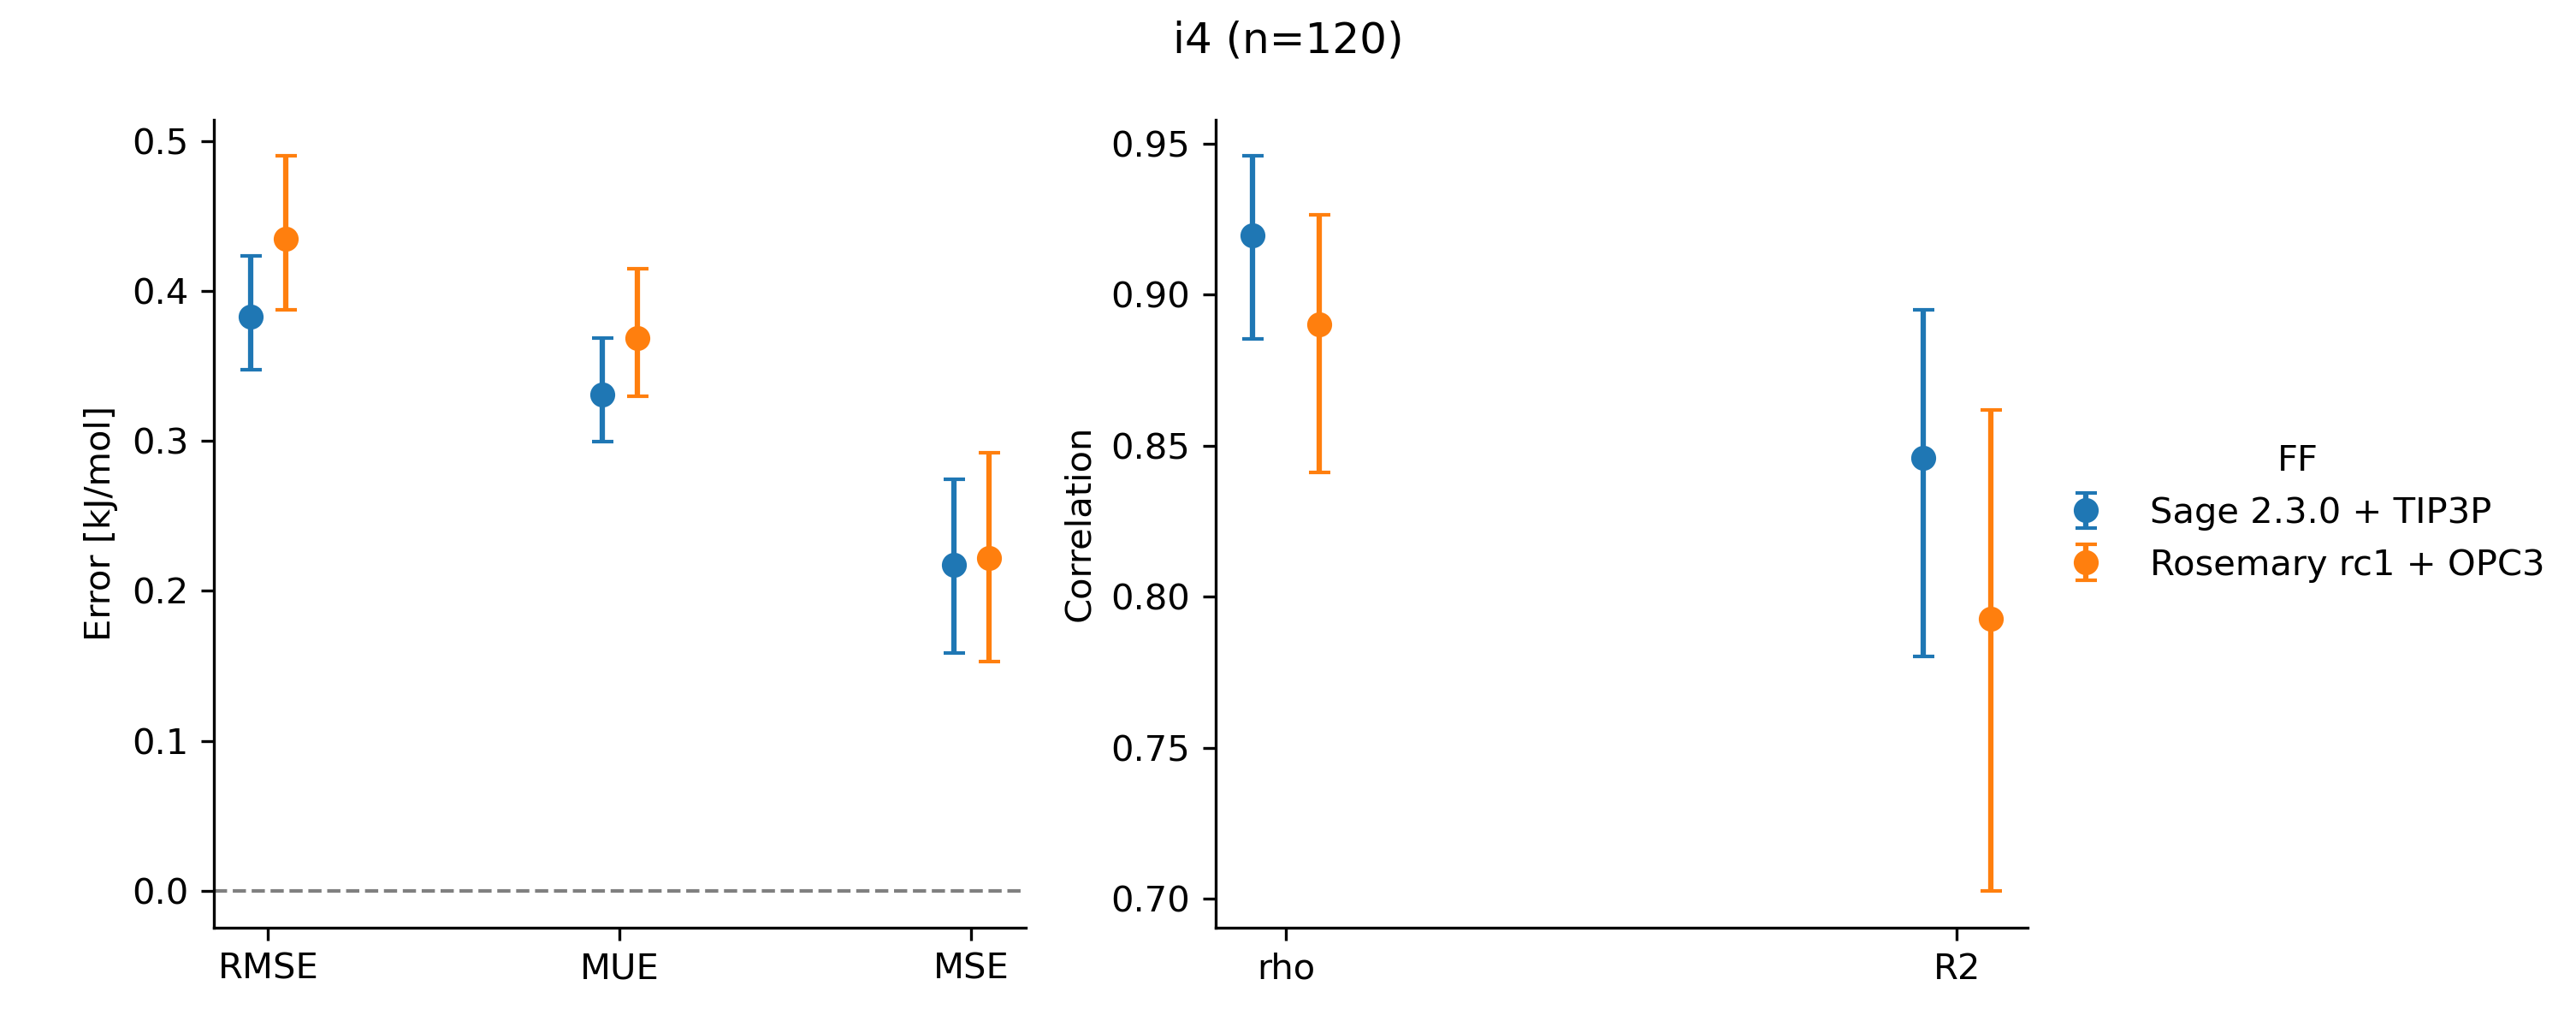 i4 (n=120)
Error [kJ/mol]
0.5
0.4
0.3
0.2
0.1
0.0
RMSE
MUE
MSE
Correlation
0.95
0.90
0.85
0.80
0.75
0.70
rho
R2
FF
Sage 2.3.0 + TIP3P
Rosemary rc1 + OPC3